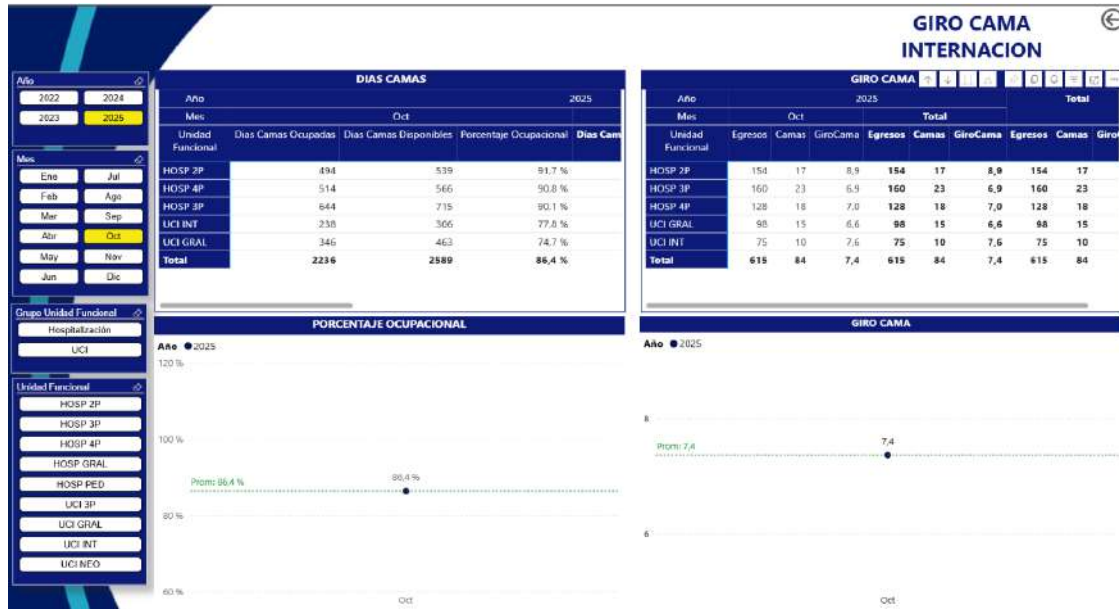 GIRO CAMA
INTERNACION
Año
2022 2024
2023 2025
Mes
Ene Jul
Feb Ago
Mar Sep
Abr Oct
May Nov
Jun Dic
Grupo Unidad Funcional
Hospitalización
UCI
Unidad Funcional
HOSP 2P
HOSP 3P
HOSP 4P
HOSP GRAL
HOSP PED
UCI 3P
UCI GRAL
UCI INT
UCI NEO
DIAS CAMAS
Año 2025
Mes Oct
Unidad Funcional Dias Camas Ocupadas Dias Camas Disponibles Porcentaje Ocupacional Dias Cam
HOSP 2P 494 539 91,7 %
HOSP 4P 514 566 90,8 %
HOSP 3P 644 715 90,1 %
UCI INT 238 306 77,8 %
UCI GRAL 346 463 74,7 %
Total 2236 2589 86,4 %
GIRO CAMA
Año 2025 Total
Mes Oct Total
Unidad Funcional Egresos Camas GiroCama Egresos Camas GiroCama Egresos Camas Giro
HOSP 2P 154 17 8,9 154 17 8,9 154 17
HOSP 3P 160 23 6,9 160 23 6,9 160 23
HOSP 4P 128 18 7,0 128 18 7,0 128 18
UCI GRAL 98 15 6,6 98 15 6,6 98 15
UCI INT 75 10 7,6 75 10 7,6 75 10
Total 615 84 7,4 615 84 7,4 615 84
PORCENTAJE OCUPACIONAL
Año 2025
120 %
100 %
Prom: 86,4 %
86,4 %
80 %
60 %
Oct
GIRO CAMA
Año 2025
8
Prom: 7,4
7,4
6
Oct